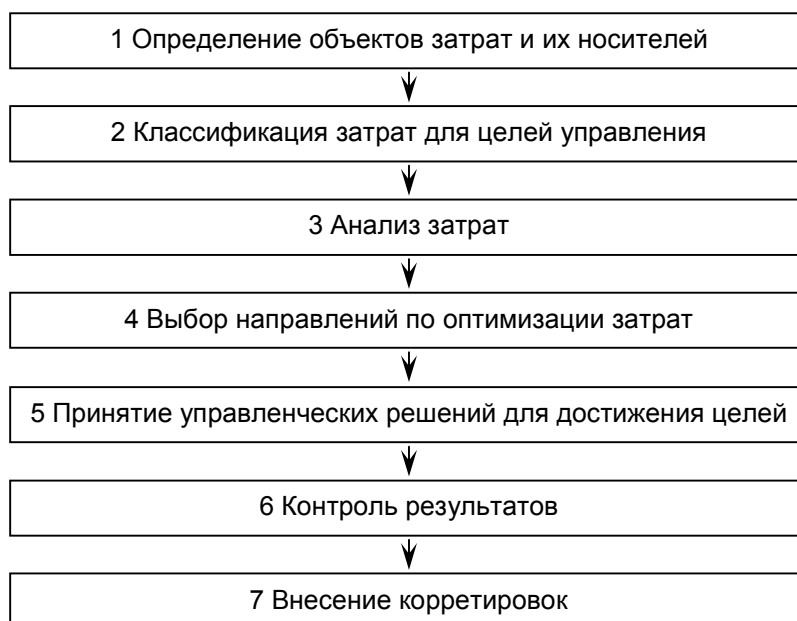 1 Определение объектов затрат и их носителей
2 Классификация затрат для целей управления
3 Анализ затрат
4 Выбор направлений по оптимизации затрат
5 Принятие управленческих решений для достижения целей
6 Контроль результатов
7 Внесение корретировок